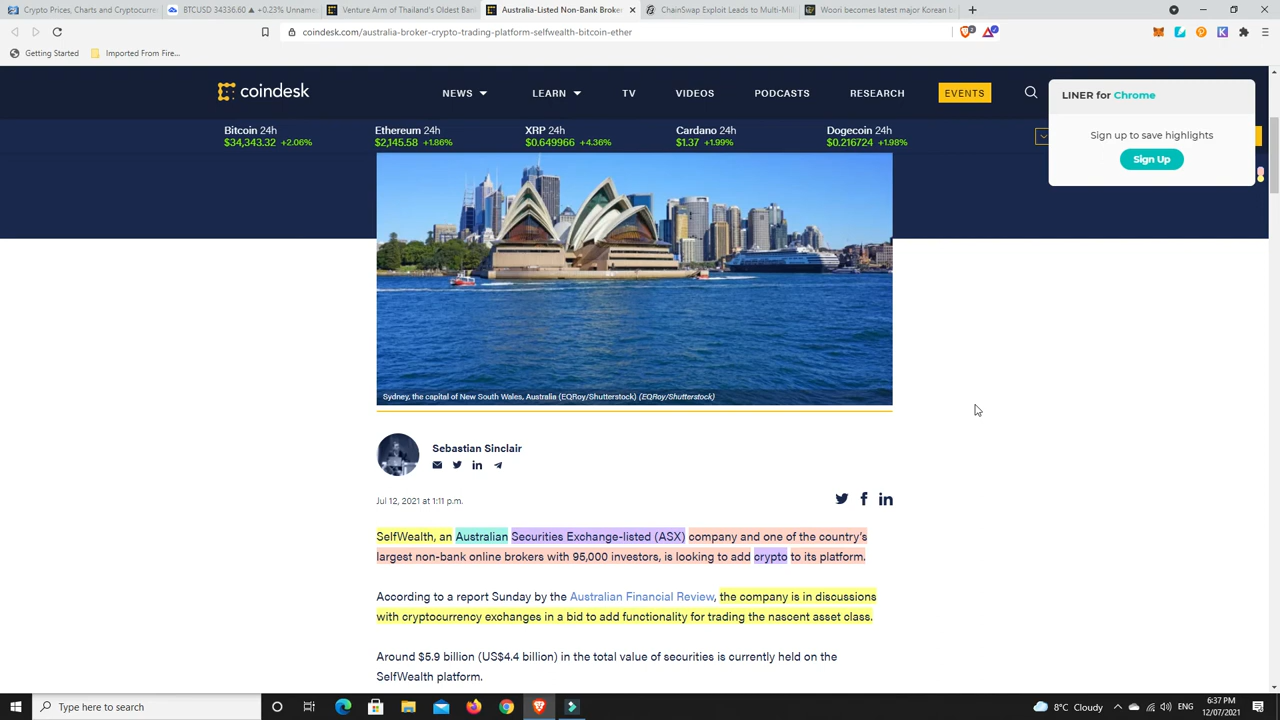 Crypto Prices, Charts and Cryptocurr
BTCUSD 34336.60 ▲ +0.23% Unname
Venture Arm of Thailand's Oldest Ban
Australia-Listed Non-Bank Broker
ChainSwap Exploit Leads to Multi-Mill
Woori becomes latest major Korean b
coindesk.com/australia-broker-crypto-trading-platform-selfwealth-bitcoin-ether
Getting Started
Imported From Fire...
coindesk
NEWS
LEARN
TV
VIDEOS
PODCASTS
RESEARCH
EVENTS
LINER for Chrome
Sign up to save highlights
Sign Up
Bitcoin 24h
$34,343.32 +2.06%
Ethereum 24h
$2,145.58 +1.86%
XRP 24h
$0.649966 +4.36%
Cardano 24h
$1.37 +1.99%
Dogecoin 24h
$0.216724 +1.98%
Sydney, the capital of New South Wales, Australia (EQRoy/Shutterstock) (EQRoy/Shutterstock)
Sebastian Sinclair
Jul 12, 2021 at 1:11 p.m.
SelfWealth, an Australian Securities Exchange-listed (ASX) company and one of the country's
largest non-bank online brokers with 95,000 investors, is looking to add crypto to its platform.
According to a report Sunday by the Australian Financial Review, the company is in discussions
with cryptocurrency exchanges in a bid to add functionality for trading the nascent asset class.
Around $5.9 billion (US$4.4 billion) in the total value of securities is currently held on the
SelfWealth platform.
Type here to search
8°C Cloudy
ENG
6:37 PM
12/07/2021